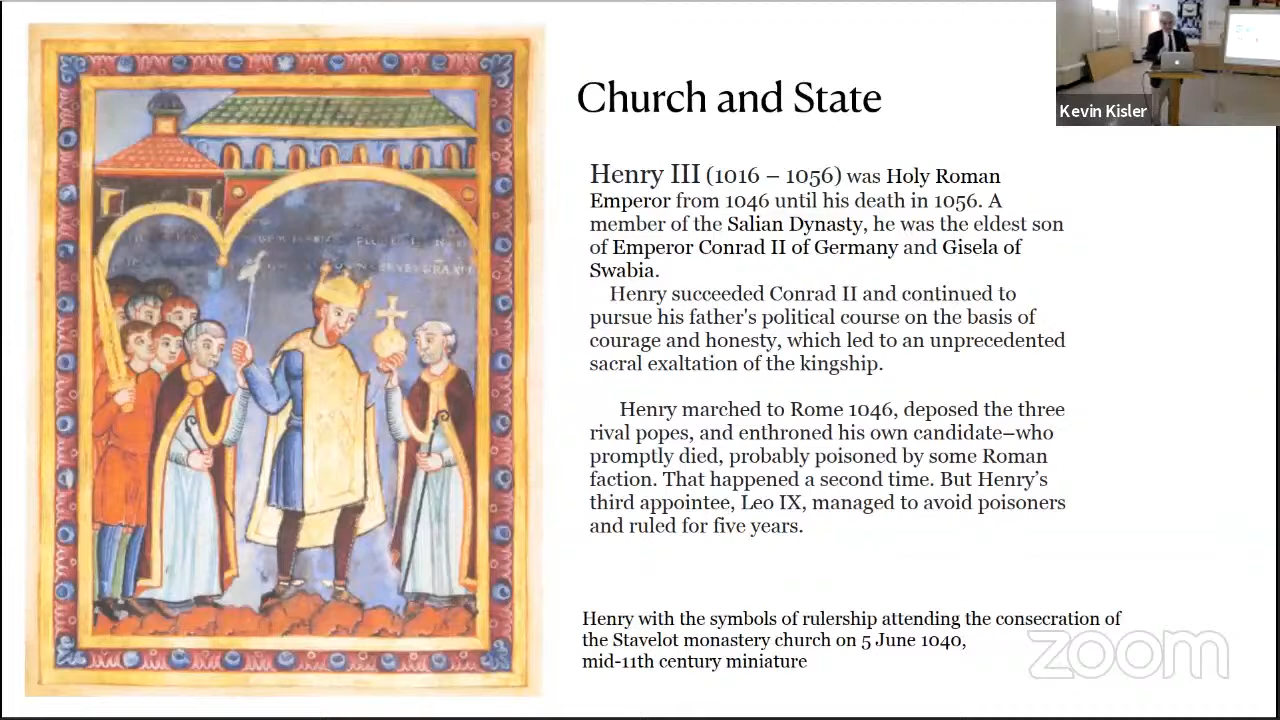 Church and State
Kevin Kisler
Henry III (1016 – 1056) was Holy Roman
Emperor from 1046 until his death in 1056. A
member of the Salian Dynasty, he was the eldest son
of Emperor Conrad II of Germany and Gisela of
Swabia.
Henry succeeded Conrad II and continued to
pursue his father's political course on the basis of
courage and honesty, which led to an unprecedented
sacral exaltation of the kingship.
Henry marched to Rome 1046, deposed the three
rival popes, and enthroned his own candidate–who
promptly died, probably poisoned by some Roman
faction. That happened a second time. But Henry’s
third appointee, Leo IX, managed to avoid poisoners
and ruled for five years.
Henry with the symbols of rulership attending the consecration of
the Stavelot monastery church on 5 June 1040,
mid-11th century miniature
zoom